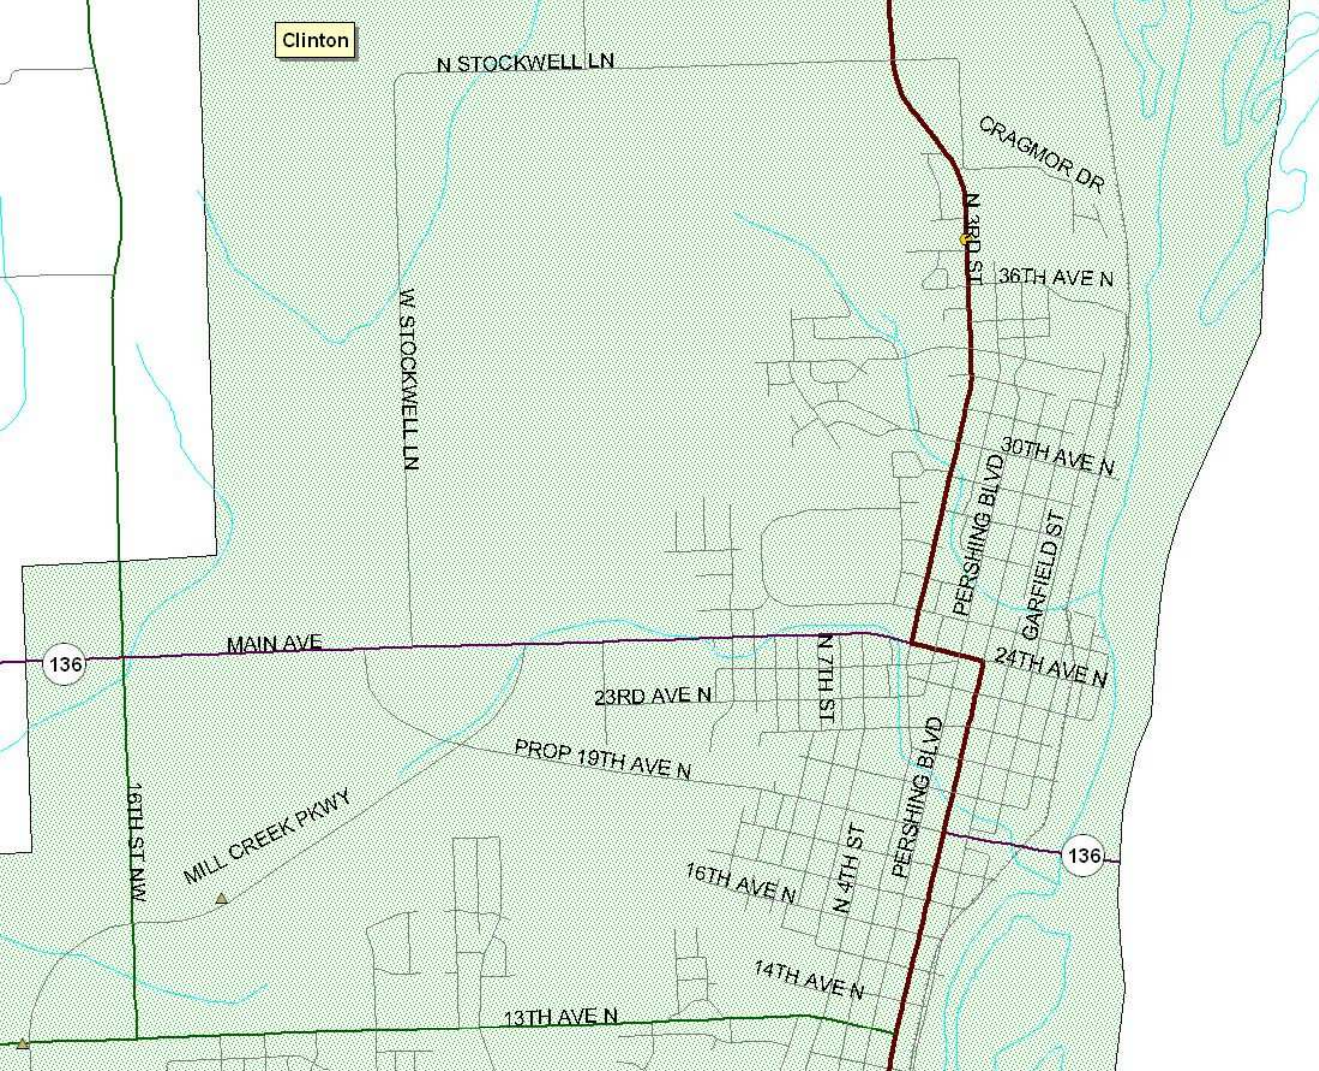 Clinton
N STOCKWELL LN
CRAGMOR DR
N 3RD ST
36TH AVE N
W STOCKWELL LN
30TH AVE N
PERSHING BLVD
GARFIELD ST
136
MAIN AVE
N 7TH ST
24TH AVE N
23RD AVE N
PROP 19TH AVE N
PERSHING BLVD
16TH ST NW
MILL CREEK PKWY
N 4TH ST
136
16TH AVE N
14TH AVE N
13TH AVE N